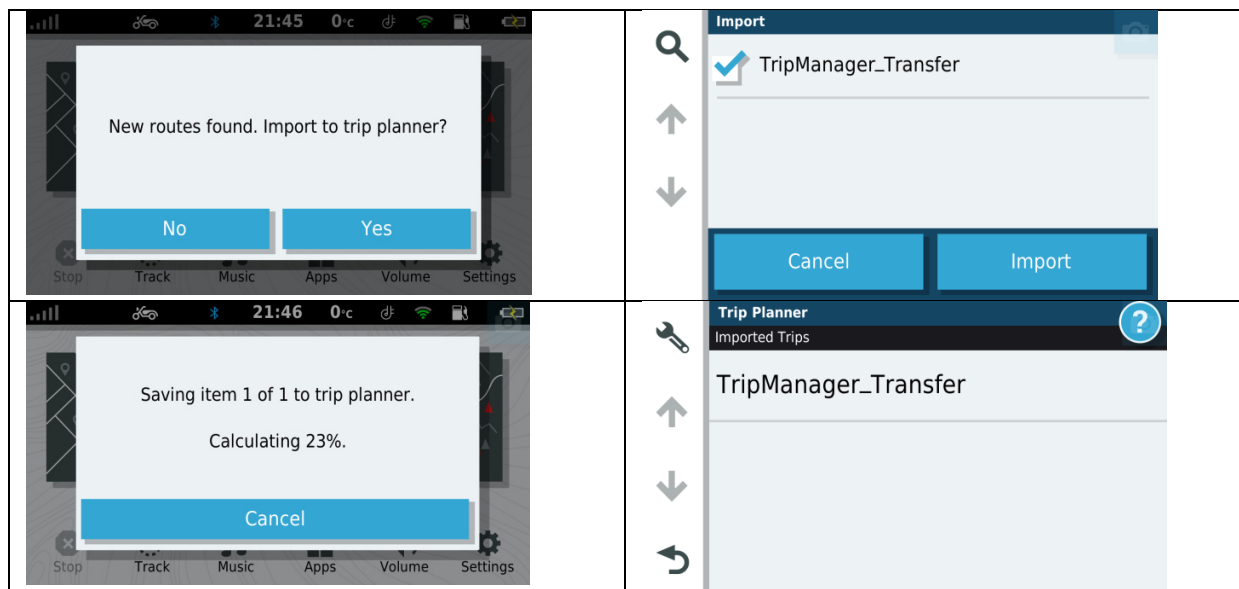 21:45 0°c
New routes found. Import to trip planner?
No Yes
Stop Track Music Apps Volume Settings
Import
TripManager_Transfer
Cancel Import
21:46 0°c
Saving item 1 of 1 to trip planner.
Calculating 23%.
Cancel
Stop Track Music Apps Volume Settings
Trip Planner
?
Imported Trips
TripManager_Transfer